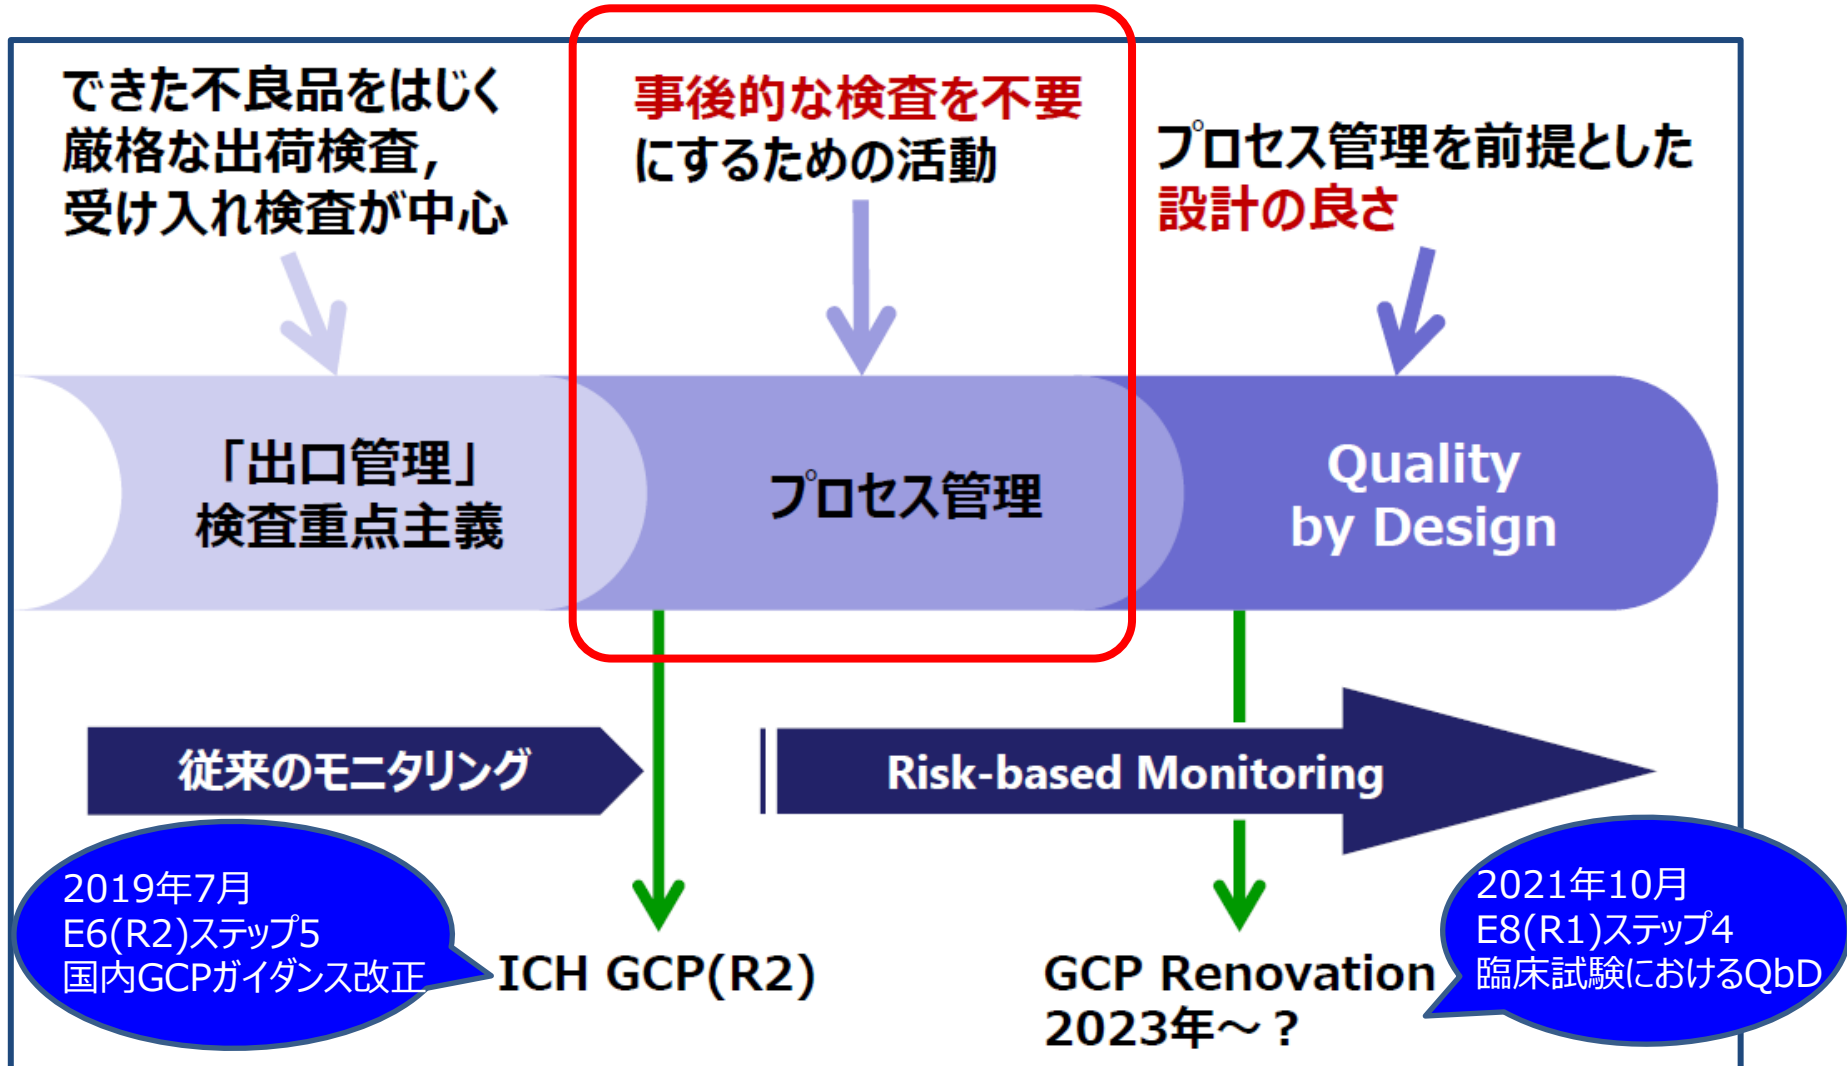 できた不良品をはじく
厳格な出荷検査,
受け入れ検査が中心
事後的な検査を不要
にするための活動
プロセス管理を前提とした
設計の良さ
「出口管理」
検査重点主義
プロセス管理
Quality
by Design
従来のモニタリング
Risk-based Monitoring
2019年7月
E6(R2)ステップ5
国内GCPガイダンス改正
ICH GCP(R2)
GCP Renovation
2023年～？
2021年10月
E8(R1)ステップ4
臨床試験におけるQbD